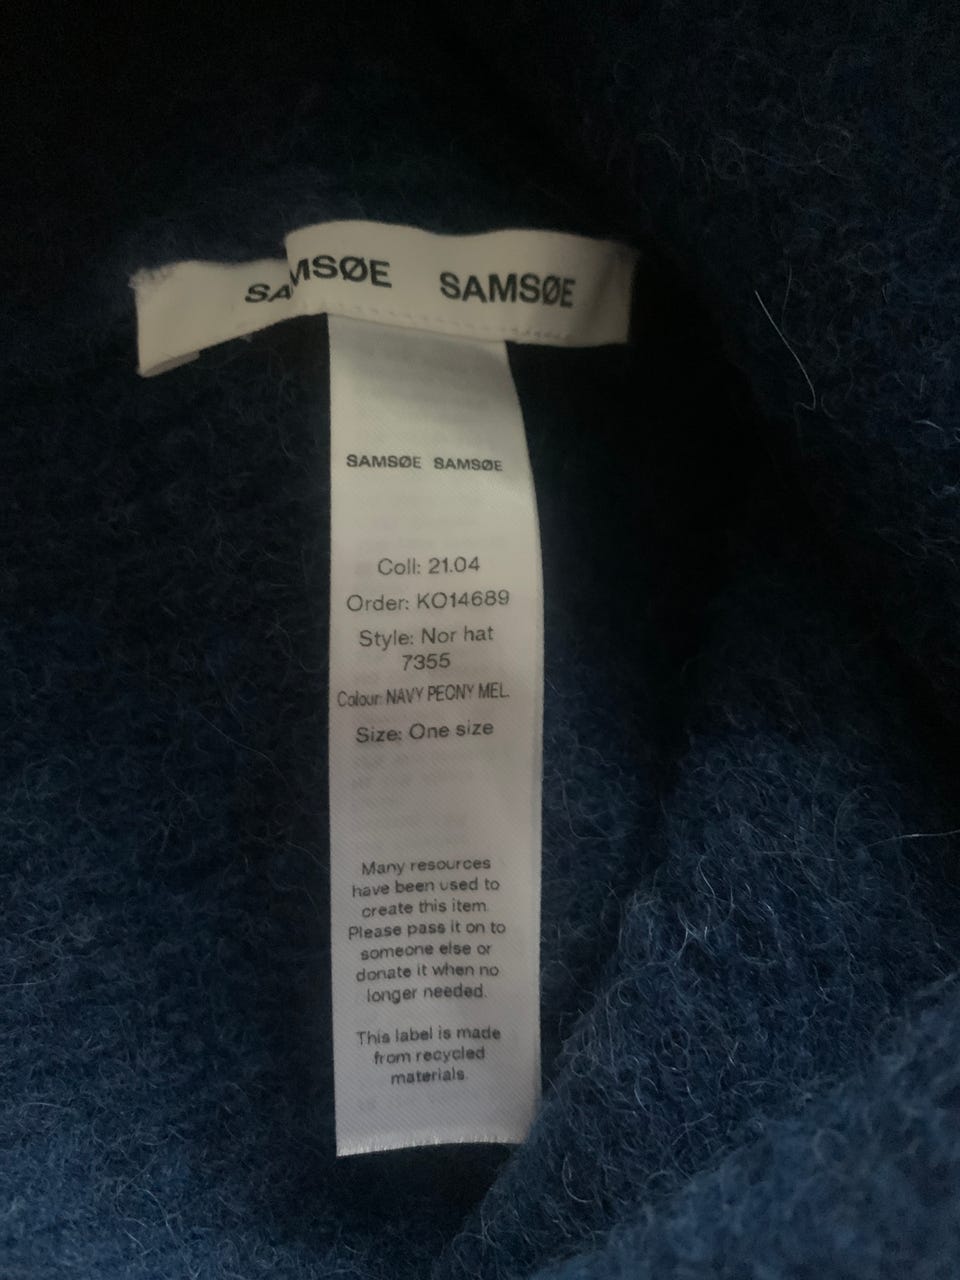 SAMSØE SAMSØE
SAMSØE SAMSØE
Coll: 21.04
Order: KO14689
Style: Nor hat
7355
Colour: NAVY PEONY MEL.
Size: One size
Many resources
have been used to
create this item.
Please pass it on to
someone else or
donate it when no
longer needed.
This label is made
from recycled
materials.